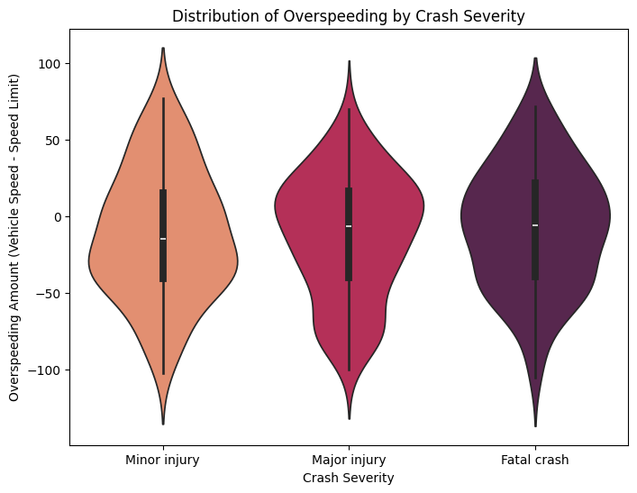 Distribution of Overspeeding by Crash Severity
Overspeeding Amount (Vehicle Speed - Speed Limit)
100
50
0
−50
−100
Minor injury
Major injury
Fatal crash
Crash Severity